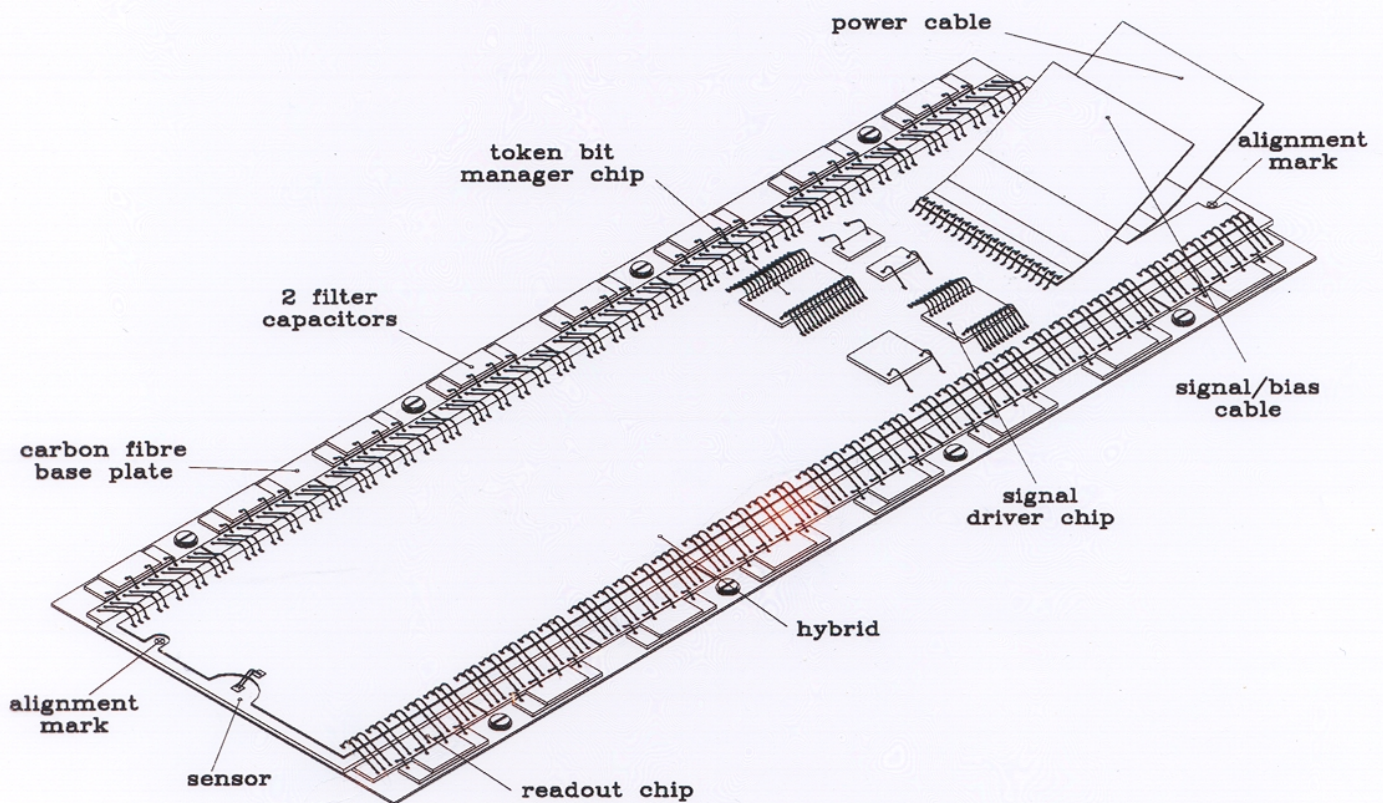 power cable
alignment
mark
token bit
manager chip
2 filter
capacitors
signal/bias
cable
carbon fibre
base plate
signal
driver chip
hybrid
alignment
mark
sensor
readout chip